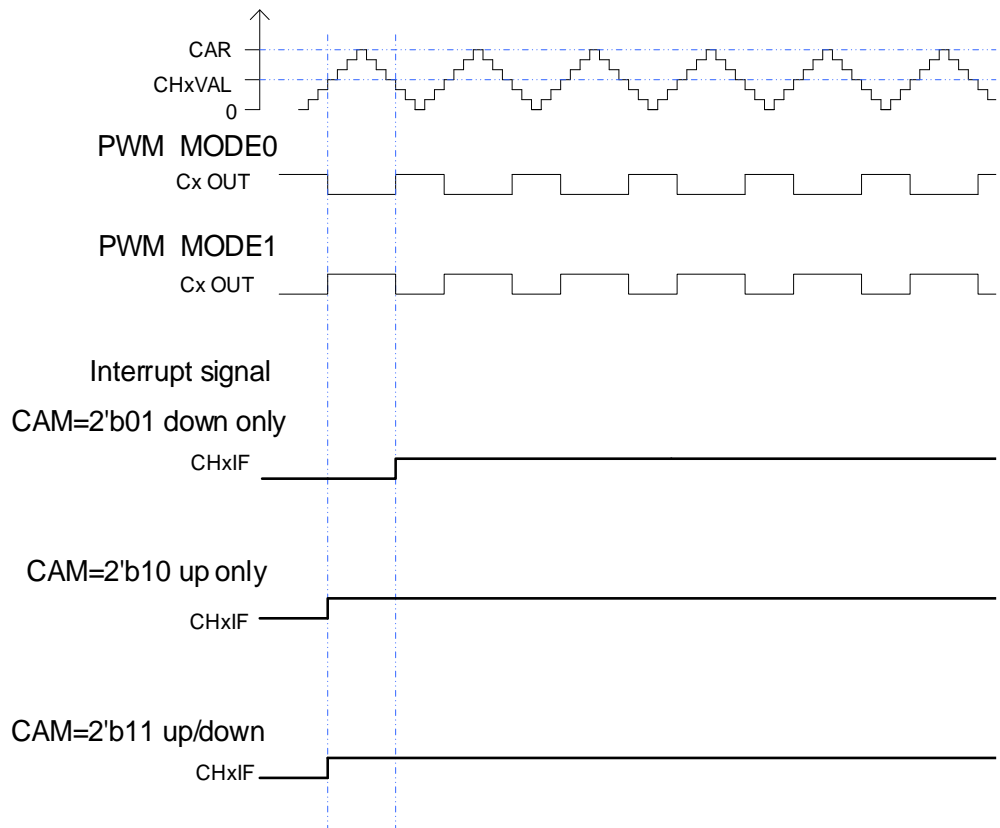 CAR
CHxVAL
0
PWM MODE0
Cx OUT
PWM MODE1
Cx OUT
Interrupt signal
CAM=2'b01 down only
CHxIF
CAM=2'b10 up only
CHxIF
CAM=2'b11 up/down
CHxIF